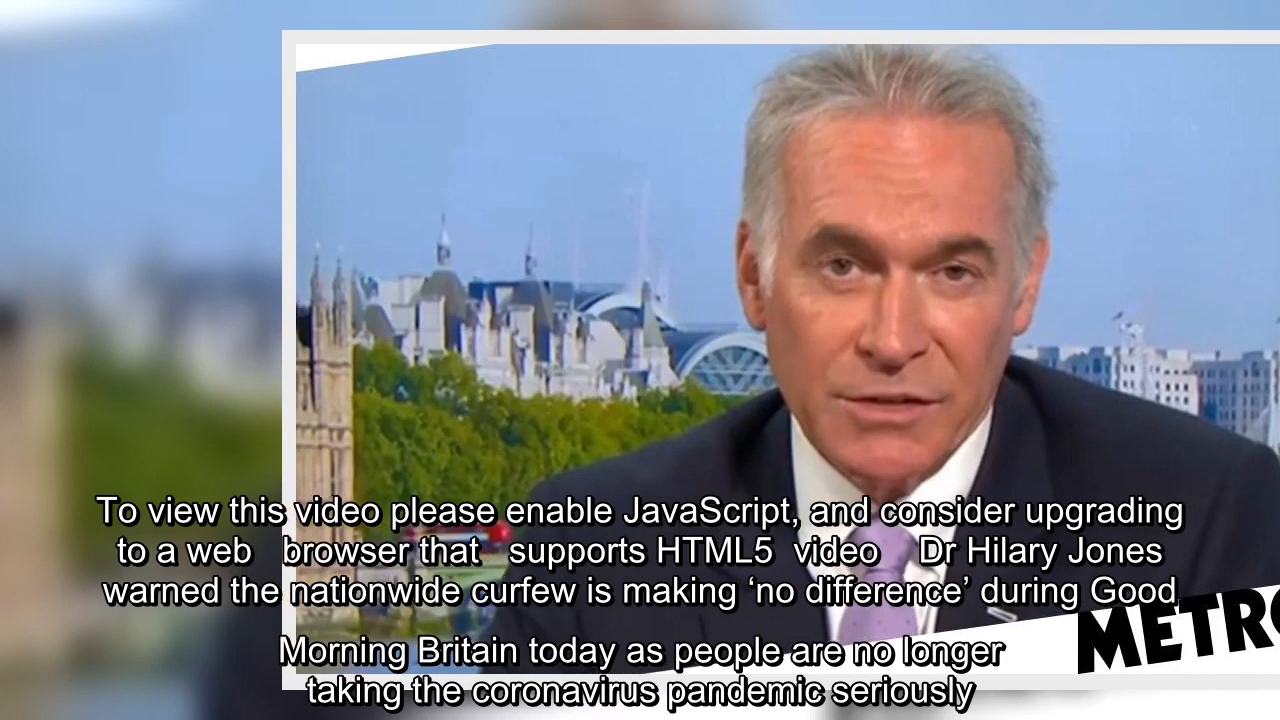 To view this video please enable JavaScript, and consider upgrading
to a web browser that supports HTML5 video Dr Hilary Jones
warned the nationwide curfew is making ‘no difference’ during Good
Morning Britain today as people are no longer
taking the coronavirus pandemic seriously
METRO